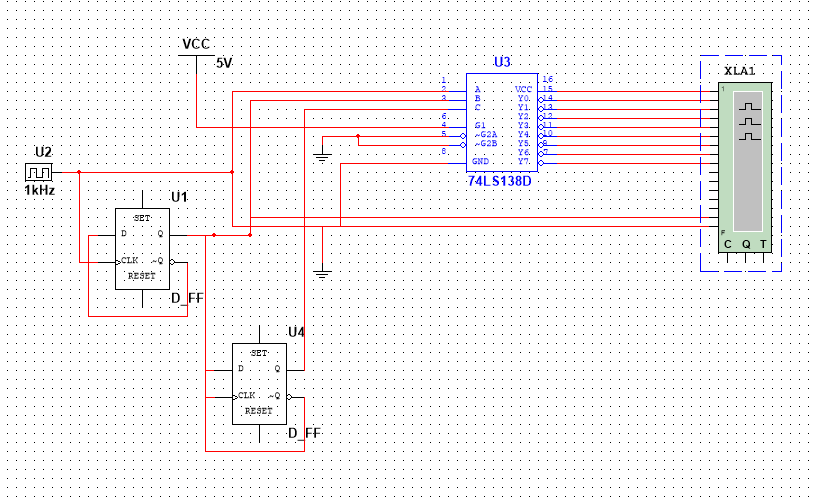 VCC
5V
U3
1
2
3
6
4
5
8
A
B
C
G1
~G2A
~G2B
GND
VCC
Y0
Y1
Y2
Y3
Y4
Y5
Y6
Y7
16
15
14
13
12
11
10
9
7
74LS138D
XLA1
1
F
C Q T
U2
1kHz
U1
SET
D Q
CLK ~Q
RESET
D_FF
U4
SET
D Q
CLK ~Q
RESET
D_FF